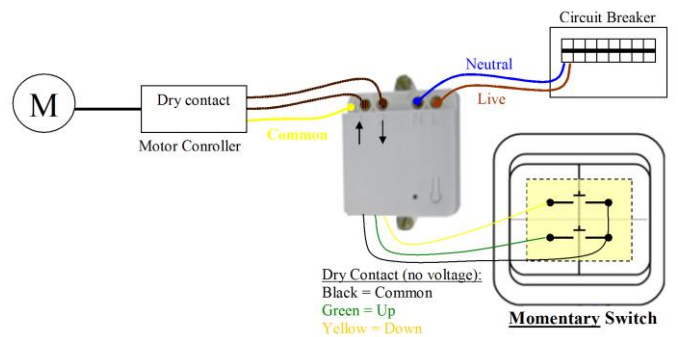 Circuit Breaker
Neutral
Live
M
Dry contact
Common
Motor Conroller
Dry Contact (no voltage):
Black = Common
Green = Up
Yellow = Down
Momentary Switch